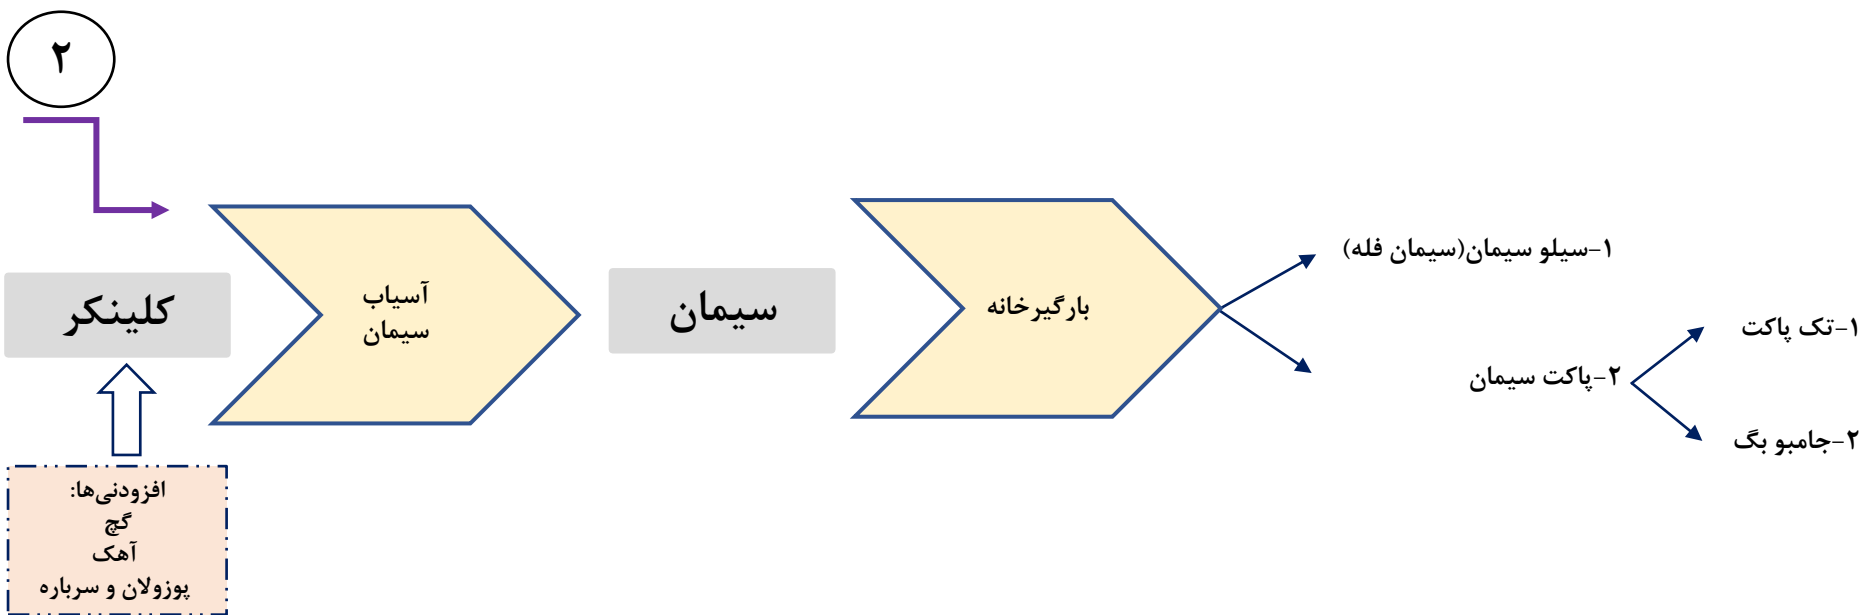 ۲
کلینکر
آسیاب
سیمان
سیمان
بارگیرخانه
۱-سیلو سیمان(سیمان فله)
۲-پاکت سیمان
۱-تک پاکت
۲-جامبو بگ
افزودنی‌ها:
گچ
آهک
پوزولان و سرباره